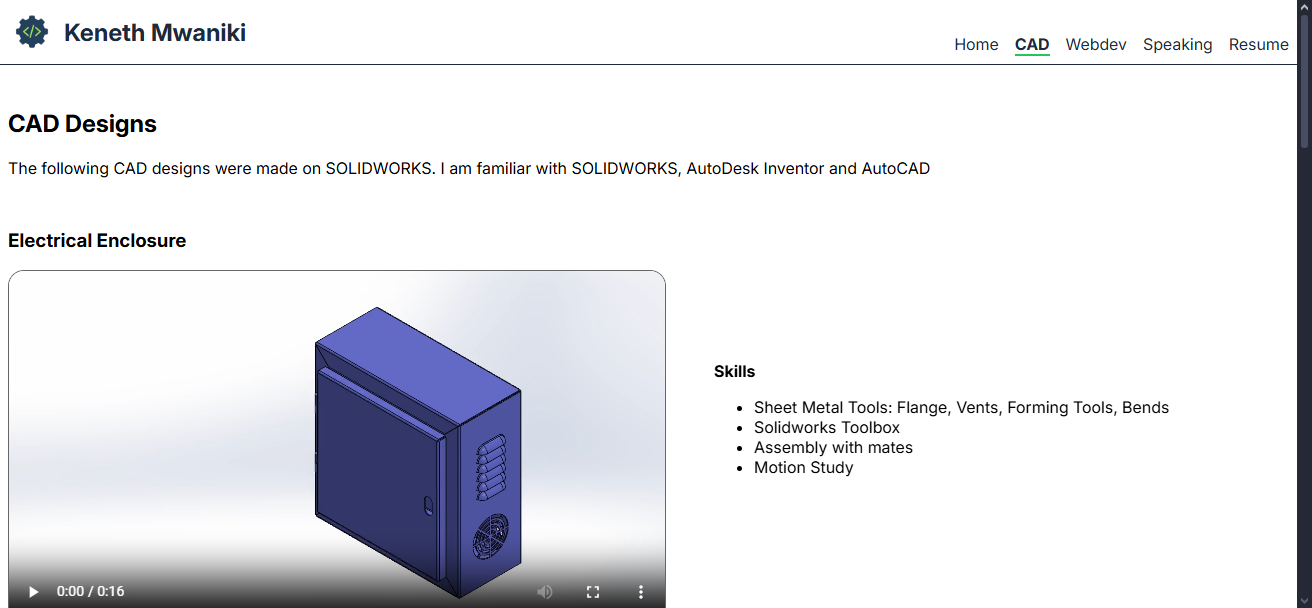 </> Keneth Mwaniki
Home CAD Webdev Speaking Resume
CAD Designs
The following CAD designs were made on SOLIDWORKS. I am familiar with SOLIDWORKS, AutoDesk Inventor and AutoCAD
Electrical Enclosure
Skills
• Sheet Metal Tools: Flange, Vents, Forming Tools, Bends
• Solidworks Toolbox
• Assembly with mates
• Motion Study
0:00 / 0:16